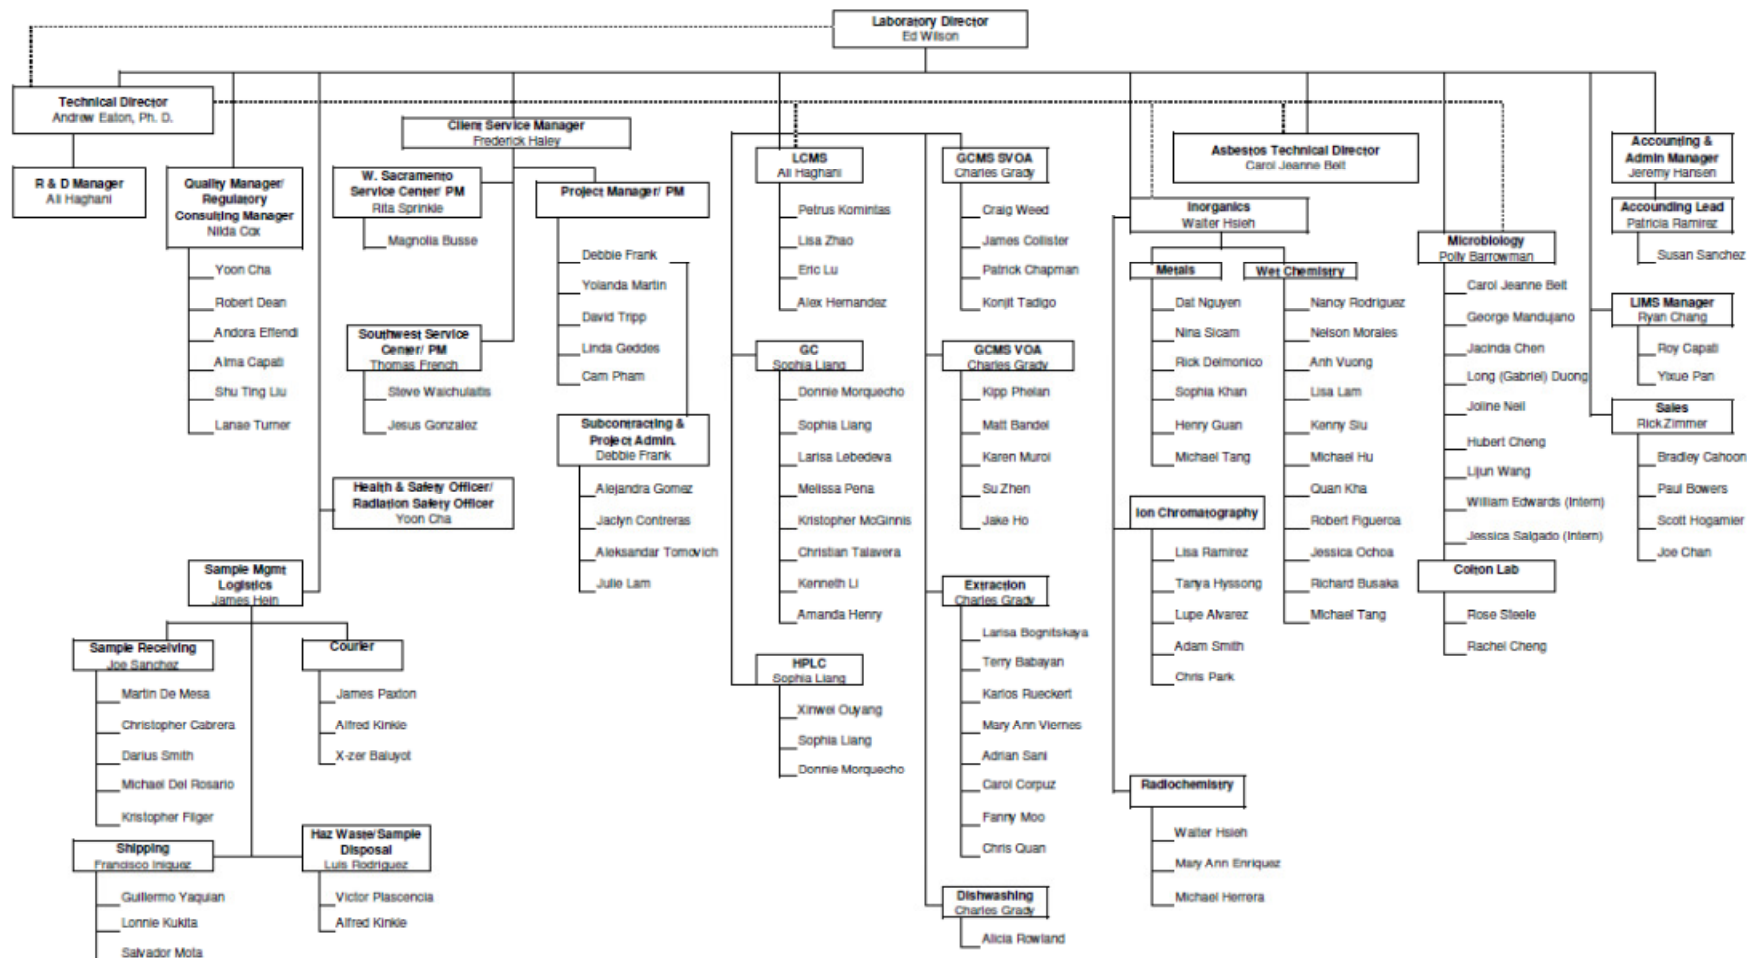 Laboratory Director
Ed Wilson
Technical Director
Andrew Eaton, Ph. D.
R & D Manager
Ali Haghani
Quality Manager/
Regulatory
Consulting Manager
Nilda Cox
Yoon Cha
Robert Dean
Andora Effendi
Alma Capati
Shu Ting Liu
Lanae Turner
Client Service Manager
Frederick Haley
W. Sacramento
Service Center/ PM
Rita Sprinkle
Magnolia Busse
Southwest Service
Center/ PM
Thomas French
Steve Waichulaitis
Jesus Gonzalez
Project Manager/ PM
Debbie Frank
Yolanda Martin
David Tripp
Linda Geddes
Cam Pham
Subcontracting &
Project Admin.
Debbie Frank
Alejandra Gomez
Jaclyn Contreras
Aleksandar Tomovich
Julie Lam
Health & Safety Officer/
Radiation Safety Officer
Yoon Cha
Sample Mgmt
Logistics
James Hein
Sample Receiving
Joe Sanchez
Martin De Mesa
Christopher Cabrera
Darius Smith
Michael Del Rosario
Kristopher Filger
Courier
James Paxton
Alfred Kinkle
X-zer Baluyot
Shipping
Francisco Iniquez
Guillermo Yaquian
Lonnie Kukita
Salvador Mota
Haz Waste/Sample
Disposal
Luis Rodriguez
Victor Plascencia
Alfred Kinkle
LCMS
Ali Haghani
Petrus Komintas
Lisa Zhao
Eric Lu
Alex Hernandez
GC
Sophia Liang
Donnie Morquecho
Sophia Liang
Larisa Lebedeva
Melissa Pena
Kristopher McGinnis
Christian Talavera
Kenneth Li
Amanda Henry
HPLC
Sophia Liang
Xinwei Ouyang
Sophia Liang
Donnie Morquecho
GCMS SVOA
Charles Grady
Craig Weed
James Collister
Patrick Chapman
Konjit Tadigo
GCMS VOA
Charles Grady
Kipp Phelan
Matt Bandel
Karen Muroi
Su Zhen
Jake Ho
Extraction
Charles Grady
Larisa Bognitskaya
Terry Babayan
Karlos Rueckert
Mary Ann Viernes
Adrian Sani
Carol Corpuz
Fanny Moo
Chris Quan
Dishwashing
Charles Grady
Alicia Rowland
Asbestos Technical Director
Carol Jeanne Belt
Inorganics
Walter Hsieh
Metals
Dat Nguyen
Nina Sicam
Rick Delmonico
Sophia Khan
Henry Guan
Michael Tang
Wet Chemistry
Nancy Rodriguez
Nelson Morales
Anh Vuong
Lisa Lam
Kenny Siu
Michael Hu
Quan Kha
Robert Figueroa
Jessica Ochoa
Richard Busaka
Michael Tang
Ion Chromatography
Lisa Ramirez
Tanya Hyssong
Lupe Alvarez
Adam Smith
Chris Park
Radiochemistry
Walter Hsieh
Mary Ann Enriquez
Michael Herrera
Microbiology
Polly Barrowman
Carol Jeanne Belt
George Mandujano
Jacinda Chen
Long (Gabriel) Duong
Joline Neil
Hubert Cheng
Lijun Wang
William Edwards (Intern)
Jessica Salgado (Intern)
Colton Lab
Rose Steele
Rachel Cheng
Accounting &
Admin Manager
Jeremy Hansen
Accounting Lead
Patricia Ramirez
Susan Sanchez
LIMS Manager
Ryan Chang
Roy Capati
Yixue Pan
Sales
Rick Zimmer
Bradley Cahoon
Paul Bowers
Scott Hogamier
Joe Chan